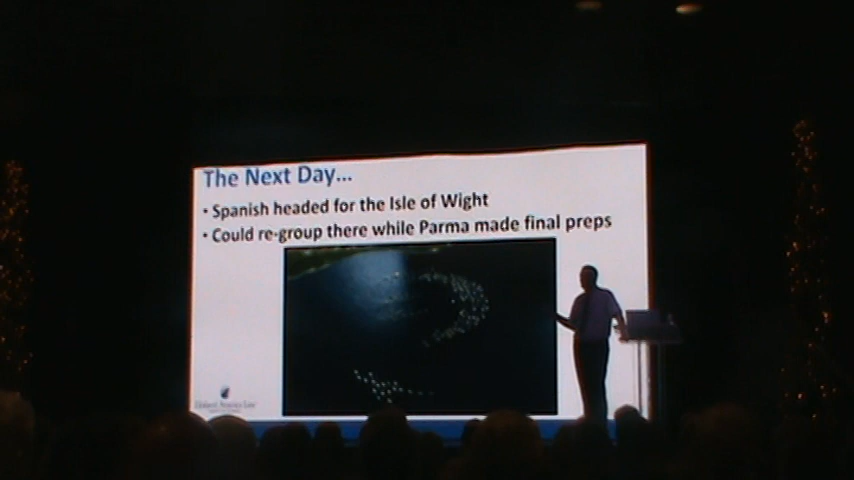 The Next Day...
• Spanish headed for the Isle of Wight
• Could re-group there while Parma made final preps